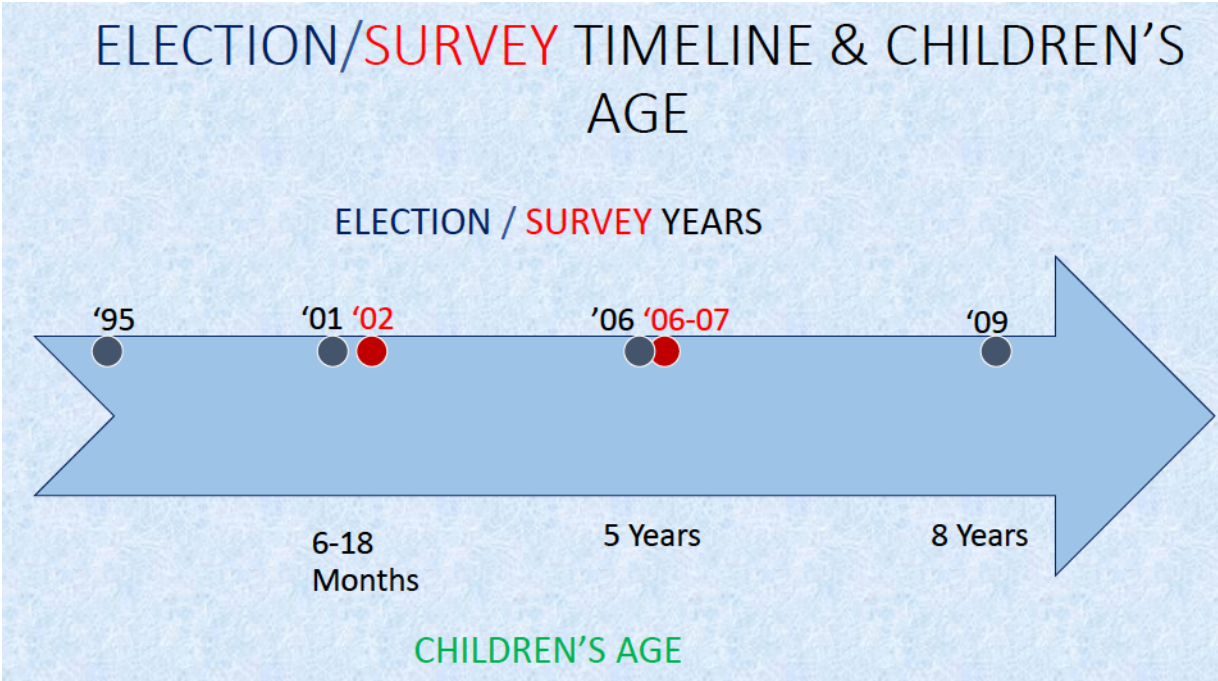 ELECTION/SURVEY TIMELINE & CHILDREN’S
AGE
ELECTION / SURVEY YEARS
‘95 ‘01 ‘02 ’06 ‘06-07 ‘09
6-18
Months
5 Years
8 Years
CHILDREN’S AGE